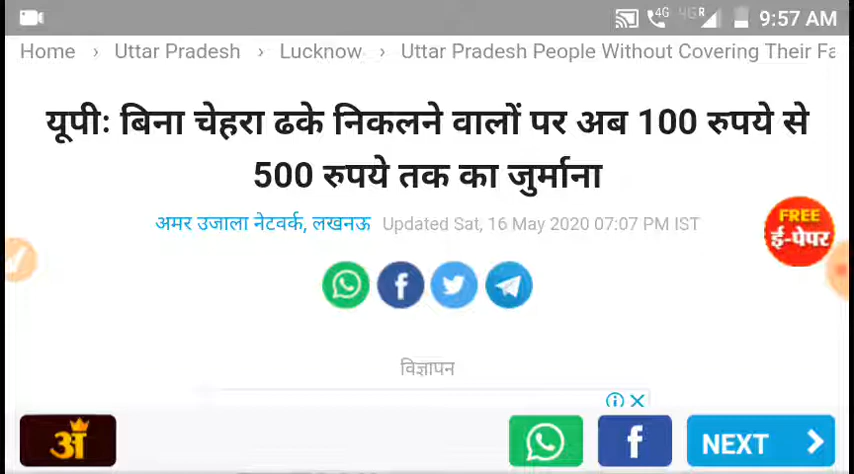 4G 4G R 9:57 AM
Home › Uttar Pradesh › Lucknow › Uttar Pradesh People Without Covering Their Fa
यूपीः बिना चेहरा ढके निकलने वालों पर अब 100 रुपये से
500 रुपये तक का जुर्माना
अमर उजाला नेटवर्क, लखनऊ Updated Sat, 16 May 2020 07:07 PM IST
FREE
ई-पेपर
विज्ञापन
अं
NEXT